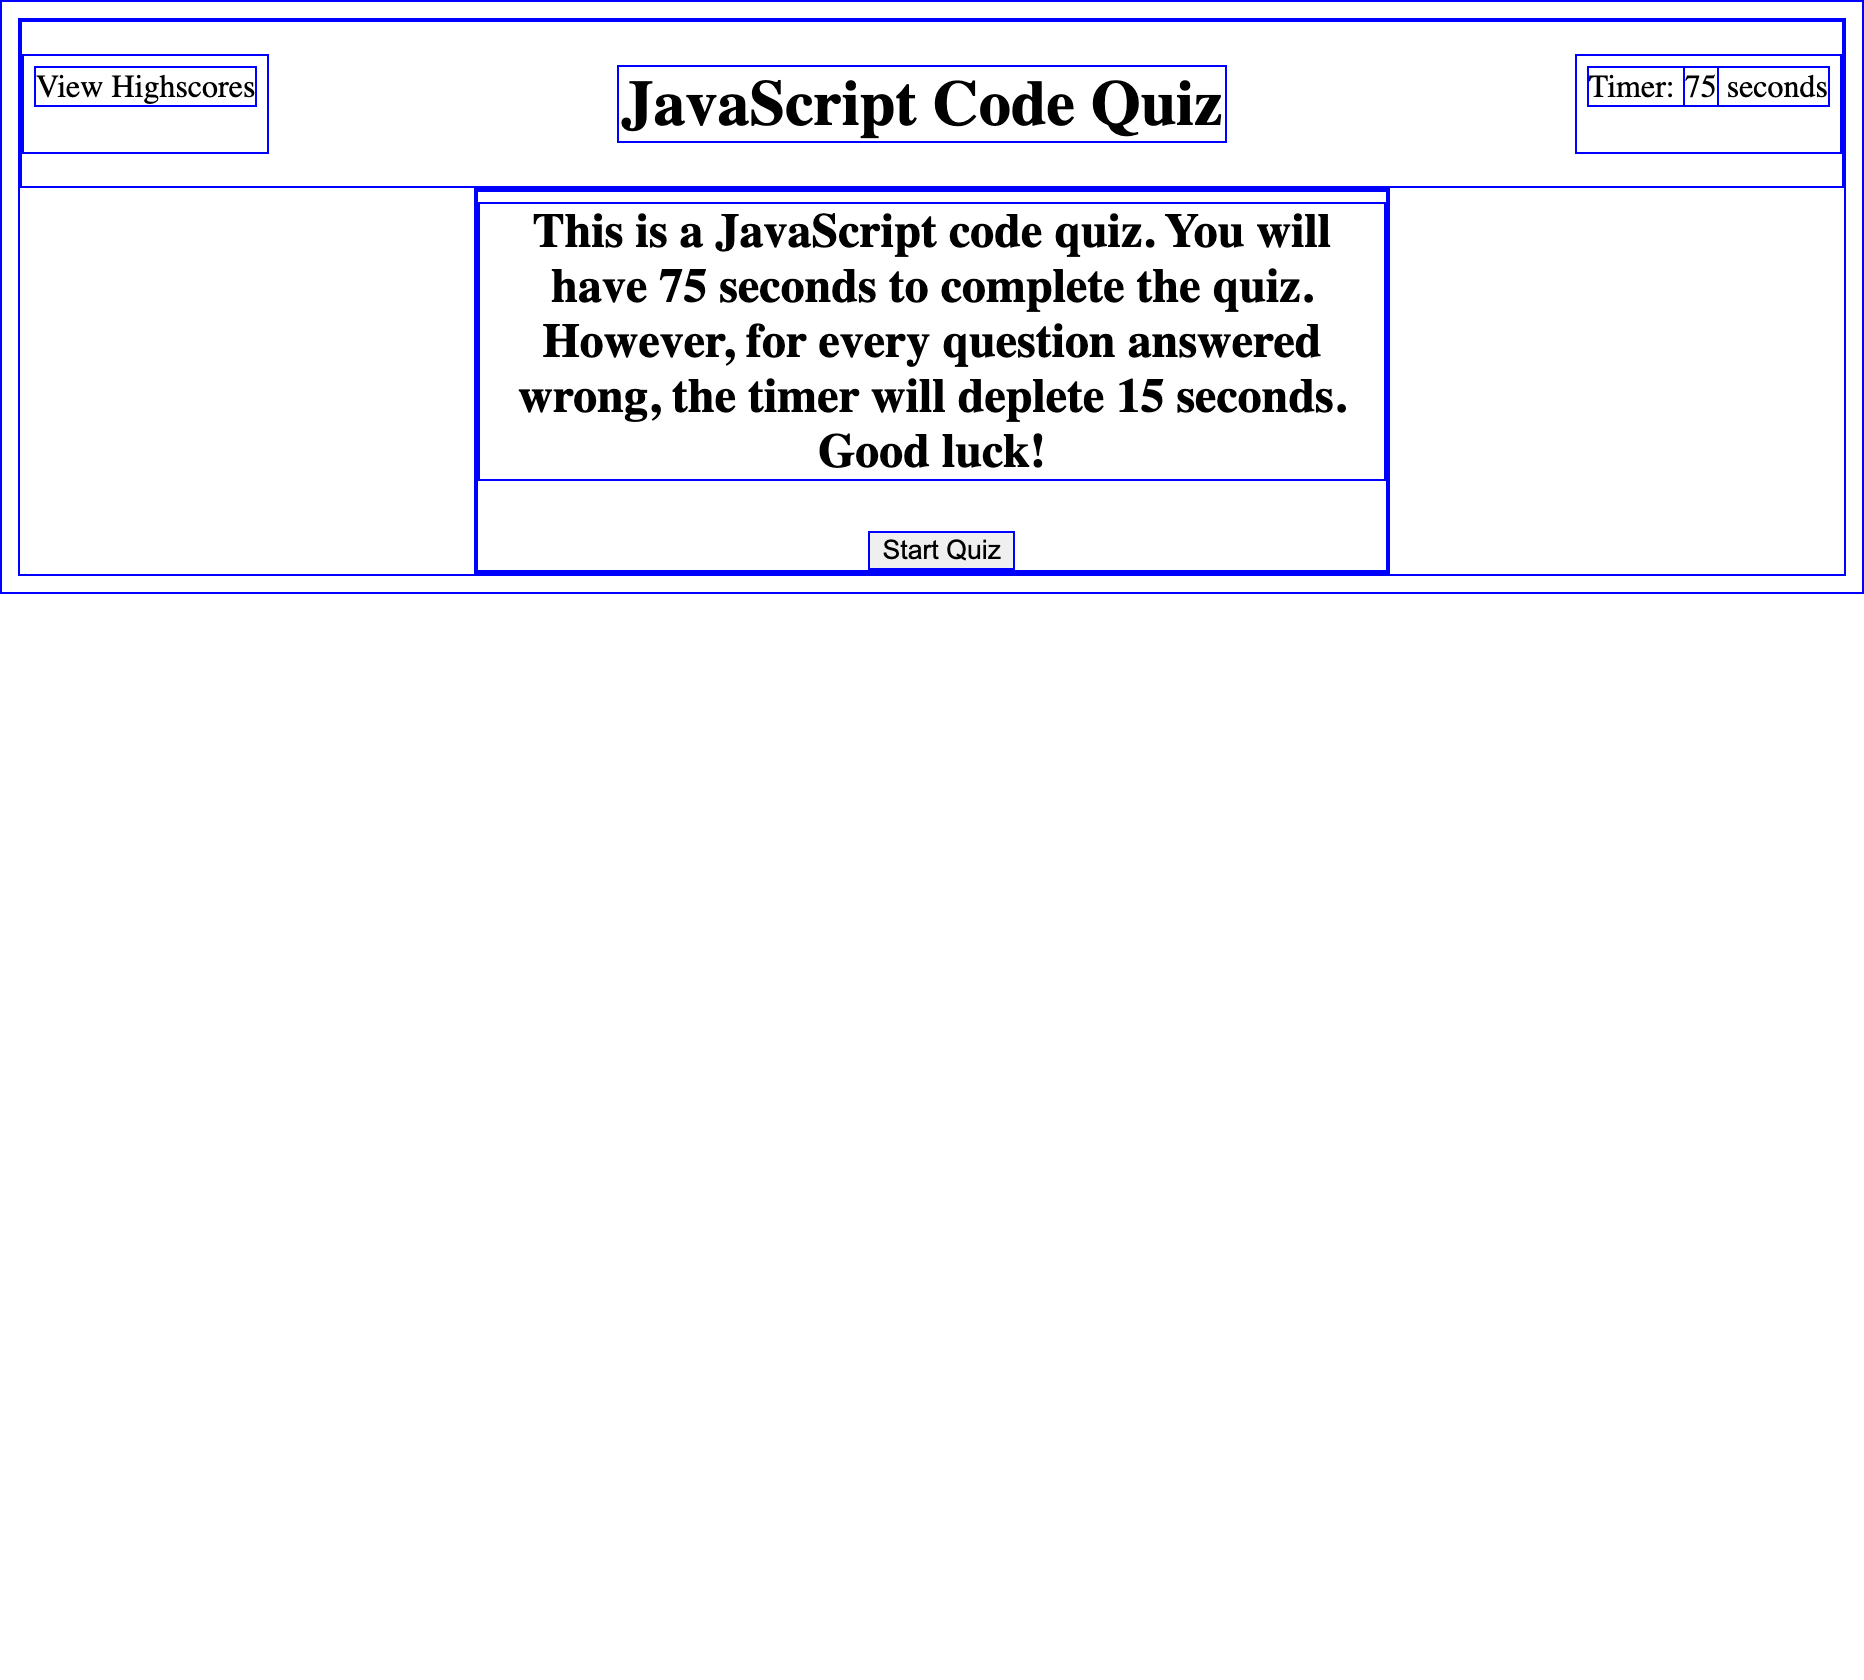 View Highscores
JavaScript Code Quiz
Timer: 75 seconds
This is a JavaScript code quiz. You will
have 75 seconds to complete the quiz.
However, for every question answered
wrong, the timer will deplete 15 seconds.
Good luck!
Start Quiz